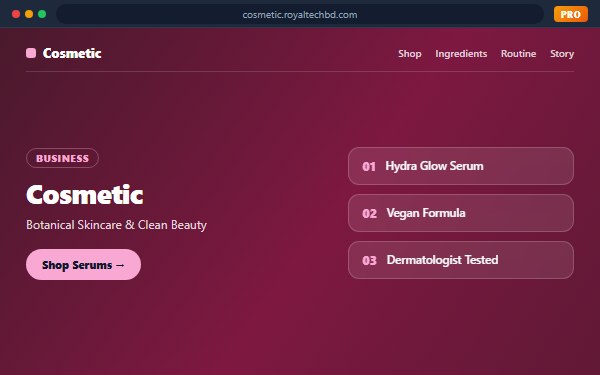 cosmetic.royaltechbd.com
PRO
Cosmetic
Shop Ingredients Routine Story
BUSINESS
Cosmetic
Botanical Skincare & Clean Beauty
Shop Serums →
01 Hydra Glow Serum
02 Vegan Formula
03 Dermatologist Tested